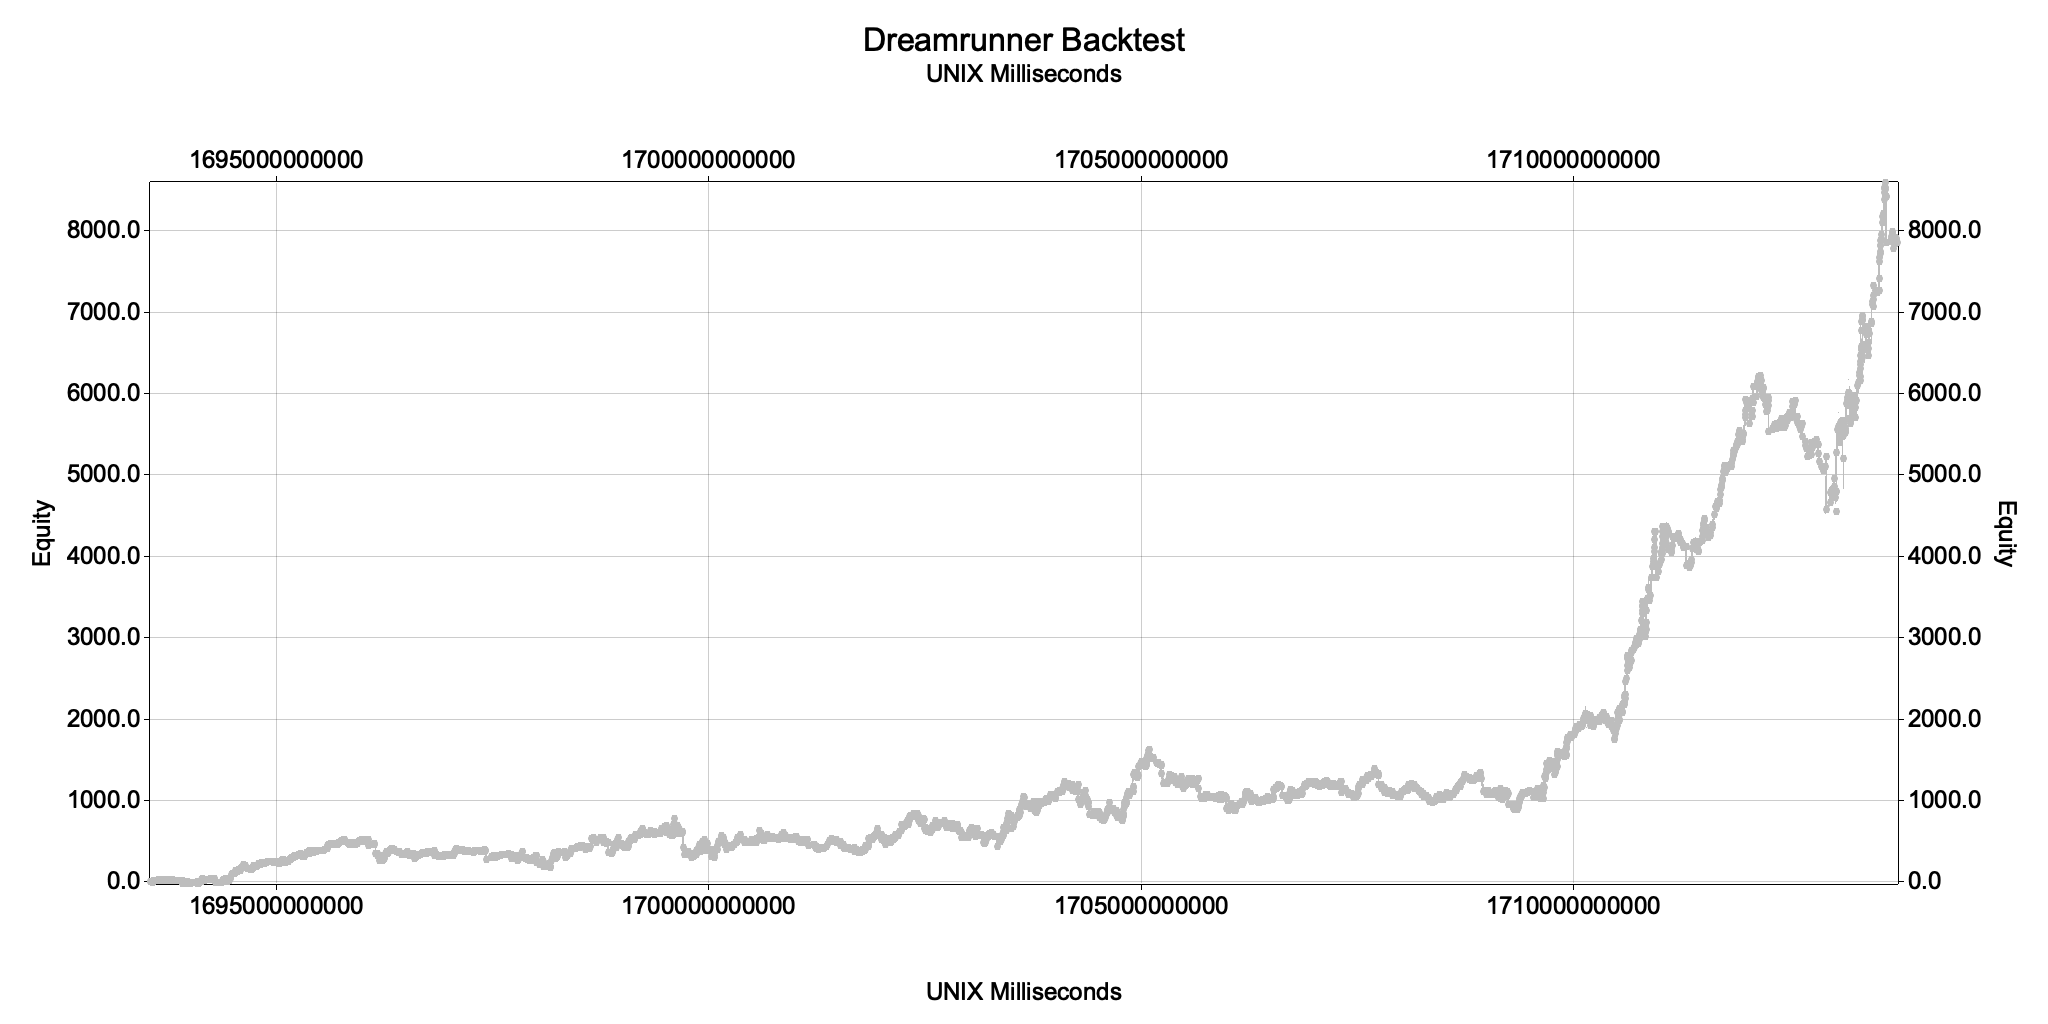 Dreamrunner Backtest
UNIX Milliseconds
1695000000000 1700000000000 1705000000000 1710000000000
8000.0 8000.0
7000.0 7000.0
6000.0 6000.0
5000.0 5000.0
Equity Equity
4000.0 4000.0
3000.0 3000.0
2000.0 2000.0
1000.0 1000.0
0.0 0.0
1695000000000 1700000000000 1705000000000 1710000000000
UNIX Milliseconds